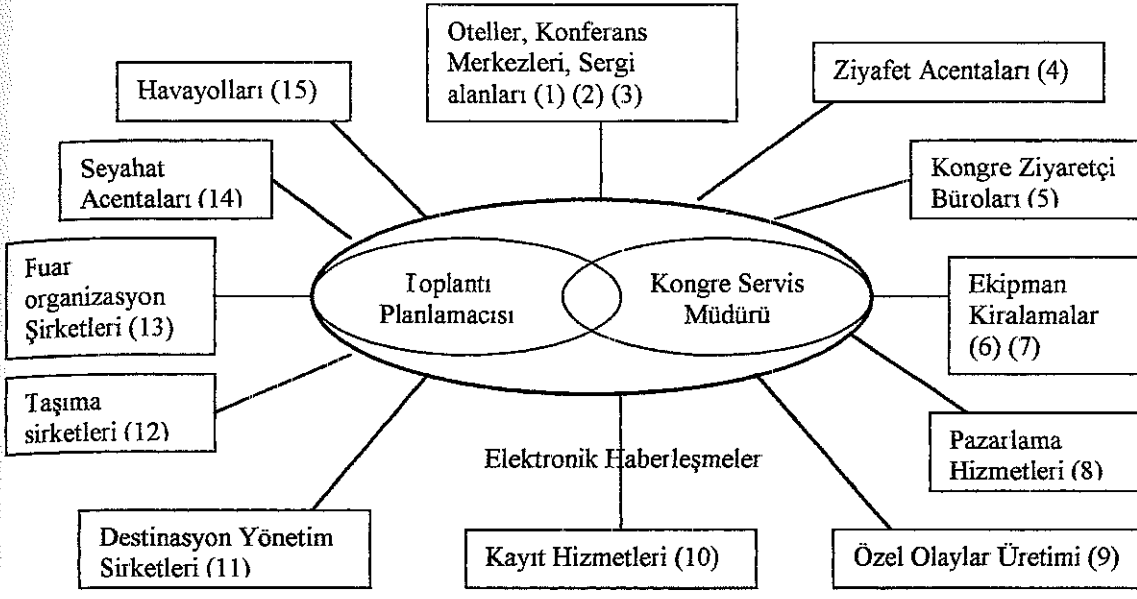 Oteller, Konferans
Merkezleri, Sergi
alanları (1) (2) (3)
Ziyafet Acentaları (4)
Havayolları (15)
Seyahat
Acentaları (14)
Kongre Ziyaretçi
Büroları (5)
Fuar
organizasyon
Şirketleri (13)
Toplantı
Planlamacısı
Kongre Servis
Müdürü
Ekipman
Kiralamalar
(6) (7)
Taşıma
sirketleri (12)
Pazarlama
Hizmetleri (8)
Elektronik Haberleşmeler
Destinasyon Yönetim
Sirketleri (11)
Kayıt Hizmetleri (10)
Özel Olaylar Üretimi (9)